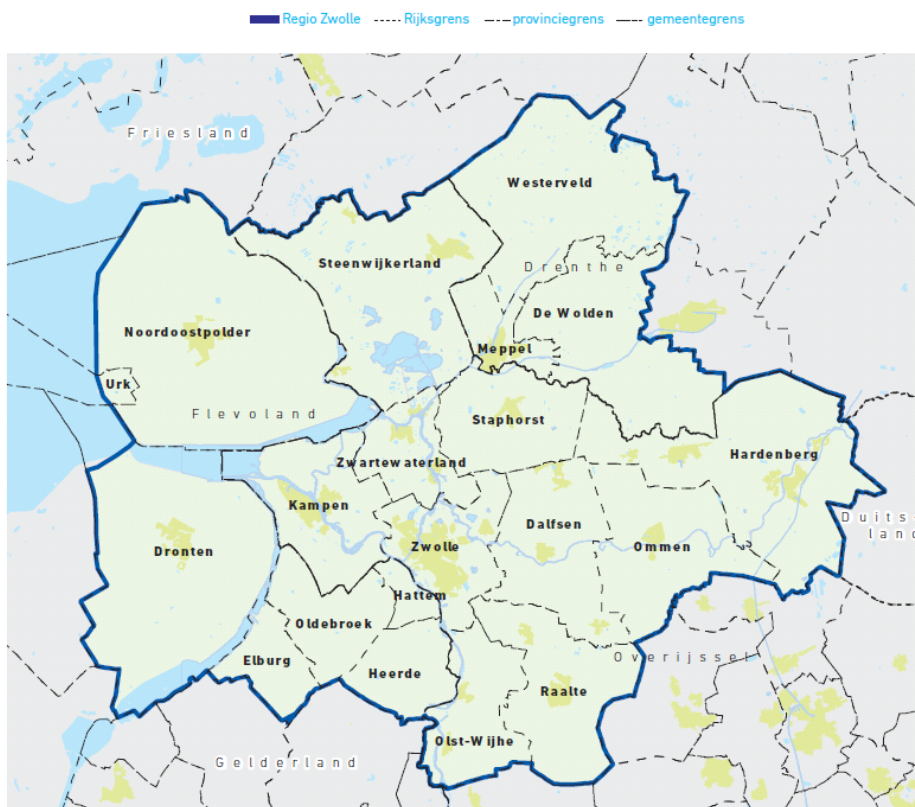 Regio Zwolle Rijksgrens provinciegrens gemeentegrens
Friesland
Westerveld
Steenwijkerland
Drenthe
De Wolden
Noordoostpolder
Meppel
Urk
Flevoland
Staphorst
Hardenberg
Zwartewaterland
Kampen
Duits
land
Dalfsen
Zwolle
Ommen
Dronten
Hattem
Oldebroek
Overijssel
Elburg
Heerde
Raalte
Olst-Wijhe
Gelderland